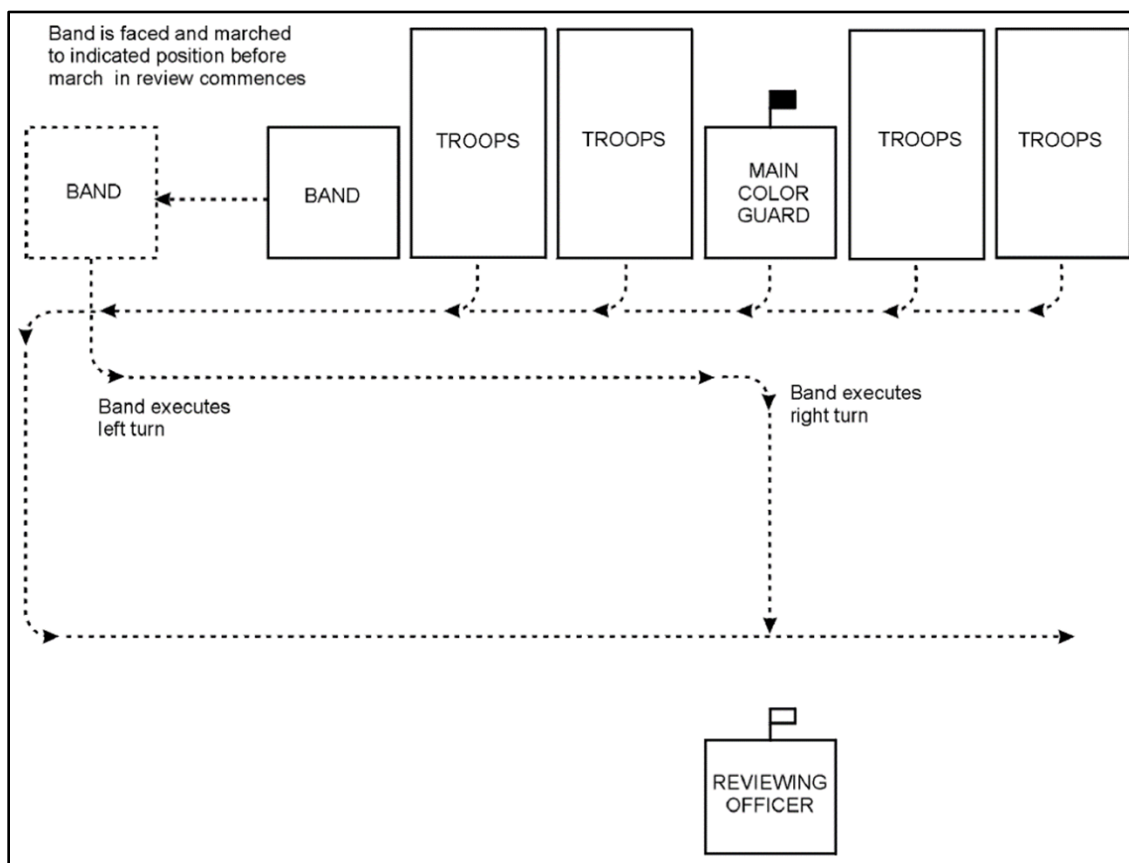 Band is faced and marched
to indicated position before
march in review commences
BAND
BAND
TROOPS
TROOPS
MAIN
COLOR
GUARD
TROOPS
TROOPS
Band executes
left turn
Band executes
right turn
REVIEWING
OFFICER